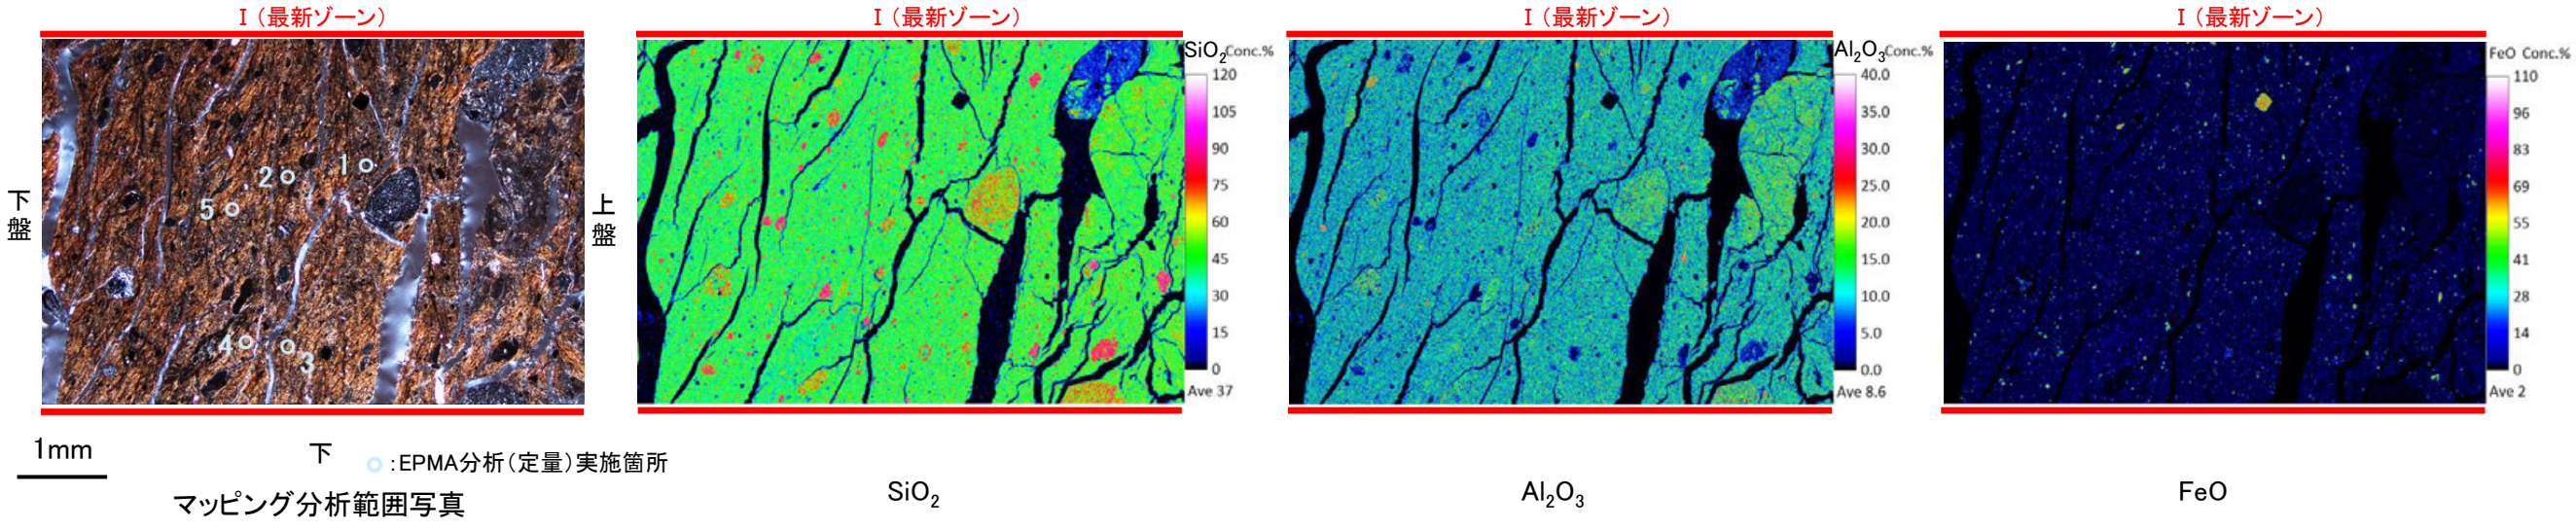 I （最新ゾーン）
I （最新ゾーン）
I （最新ゾーン）
I （最新ゾーン）
下盤
上盤
1
2
5
4
3
SiO₂ Conc.%
120
105
90
75
60
45
30
15
0
Ave 37
Al₂O₃ Conc.%
40.0
35.0
30.0
25.0
20.0
15.0
10.0
5.0
0.0
Ave 8.6
FeO Conc.%
110
96
83
69
55
41
28
14
0
Ave 2
1mm
下
：EPMA分析（定量）実施箇所
マッピング分析範囲写真
SiO₂
Al₂O₃
FeO